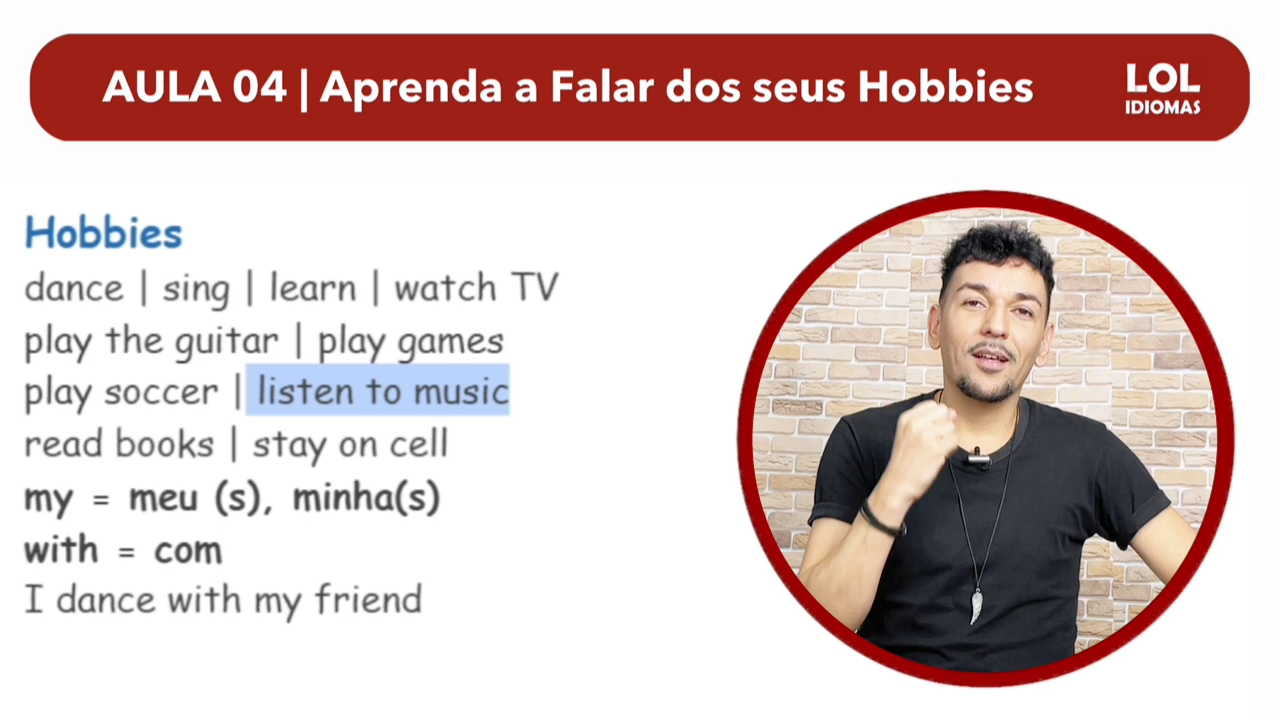 AULA 04 | Aprenda a Falar dos seus Hobbies
LOL
IDIOMAS
Hobbies
dance | sing | learn | watch TV
play the guitar | play games
play soccer | listen to music
read books | stay on cell
my = meu (s), minha(s)
with = com
I dance with my friend